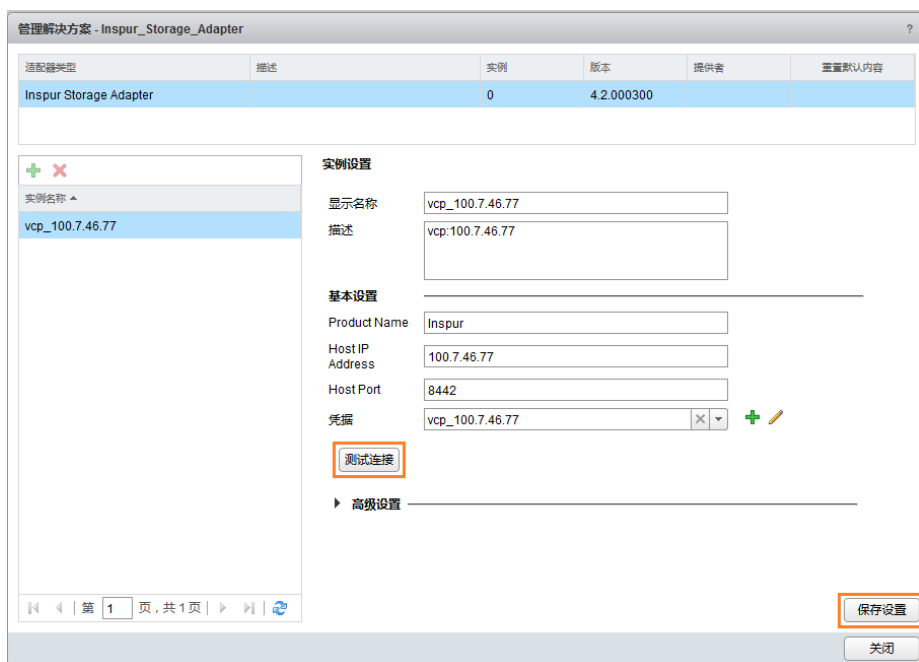 管理解决方案 - Inspur_Storage_Adapter ?
适配器类型 描述 实例 版本 提供者 重置默认内容
Inspur Storage Adapter 0 4.2.000300
实例名称
vcp_100.7.46.77
实例设置
显示名称 vcp_100.7.46.77
描述 vcp:100.7.46.77
基本设置
Product Name Inspur
Host IP
Address 100.7.46.77
Host Port 8442
凭据 vcp_100.7.46.77
测试连接
高级设置
第 1 页 , 共 1 页
保存设置
关闭